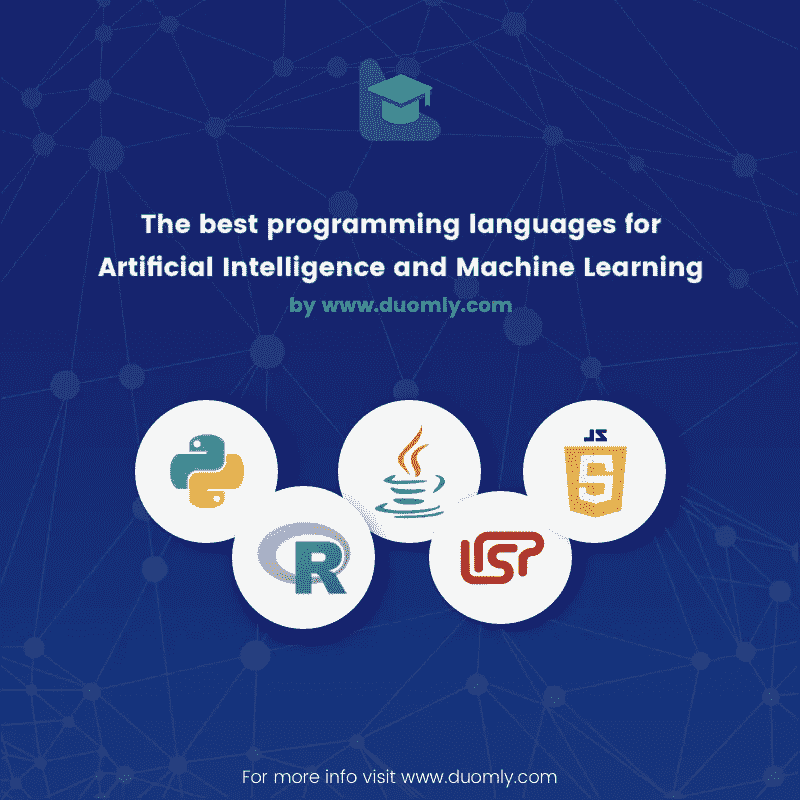 The best programming languages for
Artificial Intelligence and Machine Learning
by www.duomly.com
JS
R
LISP
For more info visit www.duomly.com